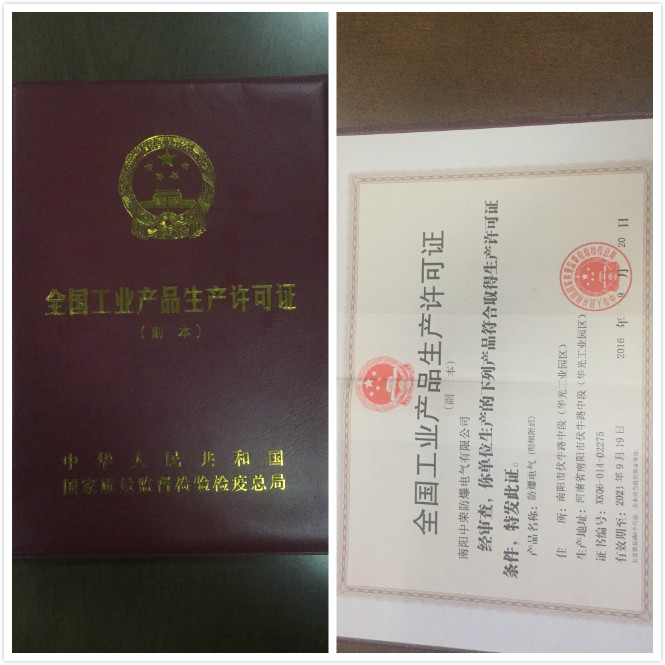 全国工业产品生产许可证
（副 本）
中华人民共和国
国家质量监督检验检疫总局
全国工业产品生产许可证
（副 本）
南阳中荣防爆电气有限公司
经审查，你单位生产的下列产品符合取得生产许可证
条件，特发此证。
产品名称：防爆电气（明细附后）
住 所：南阳市伏牛路中段（华光工业园区）
生产地址：河南省南阳市伏牛路中段（华光工业园区）
证书编号：XK06-014-02275
有效期至：2021年9月19日
2016 年 9 月 20 日